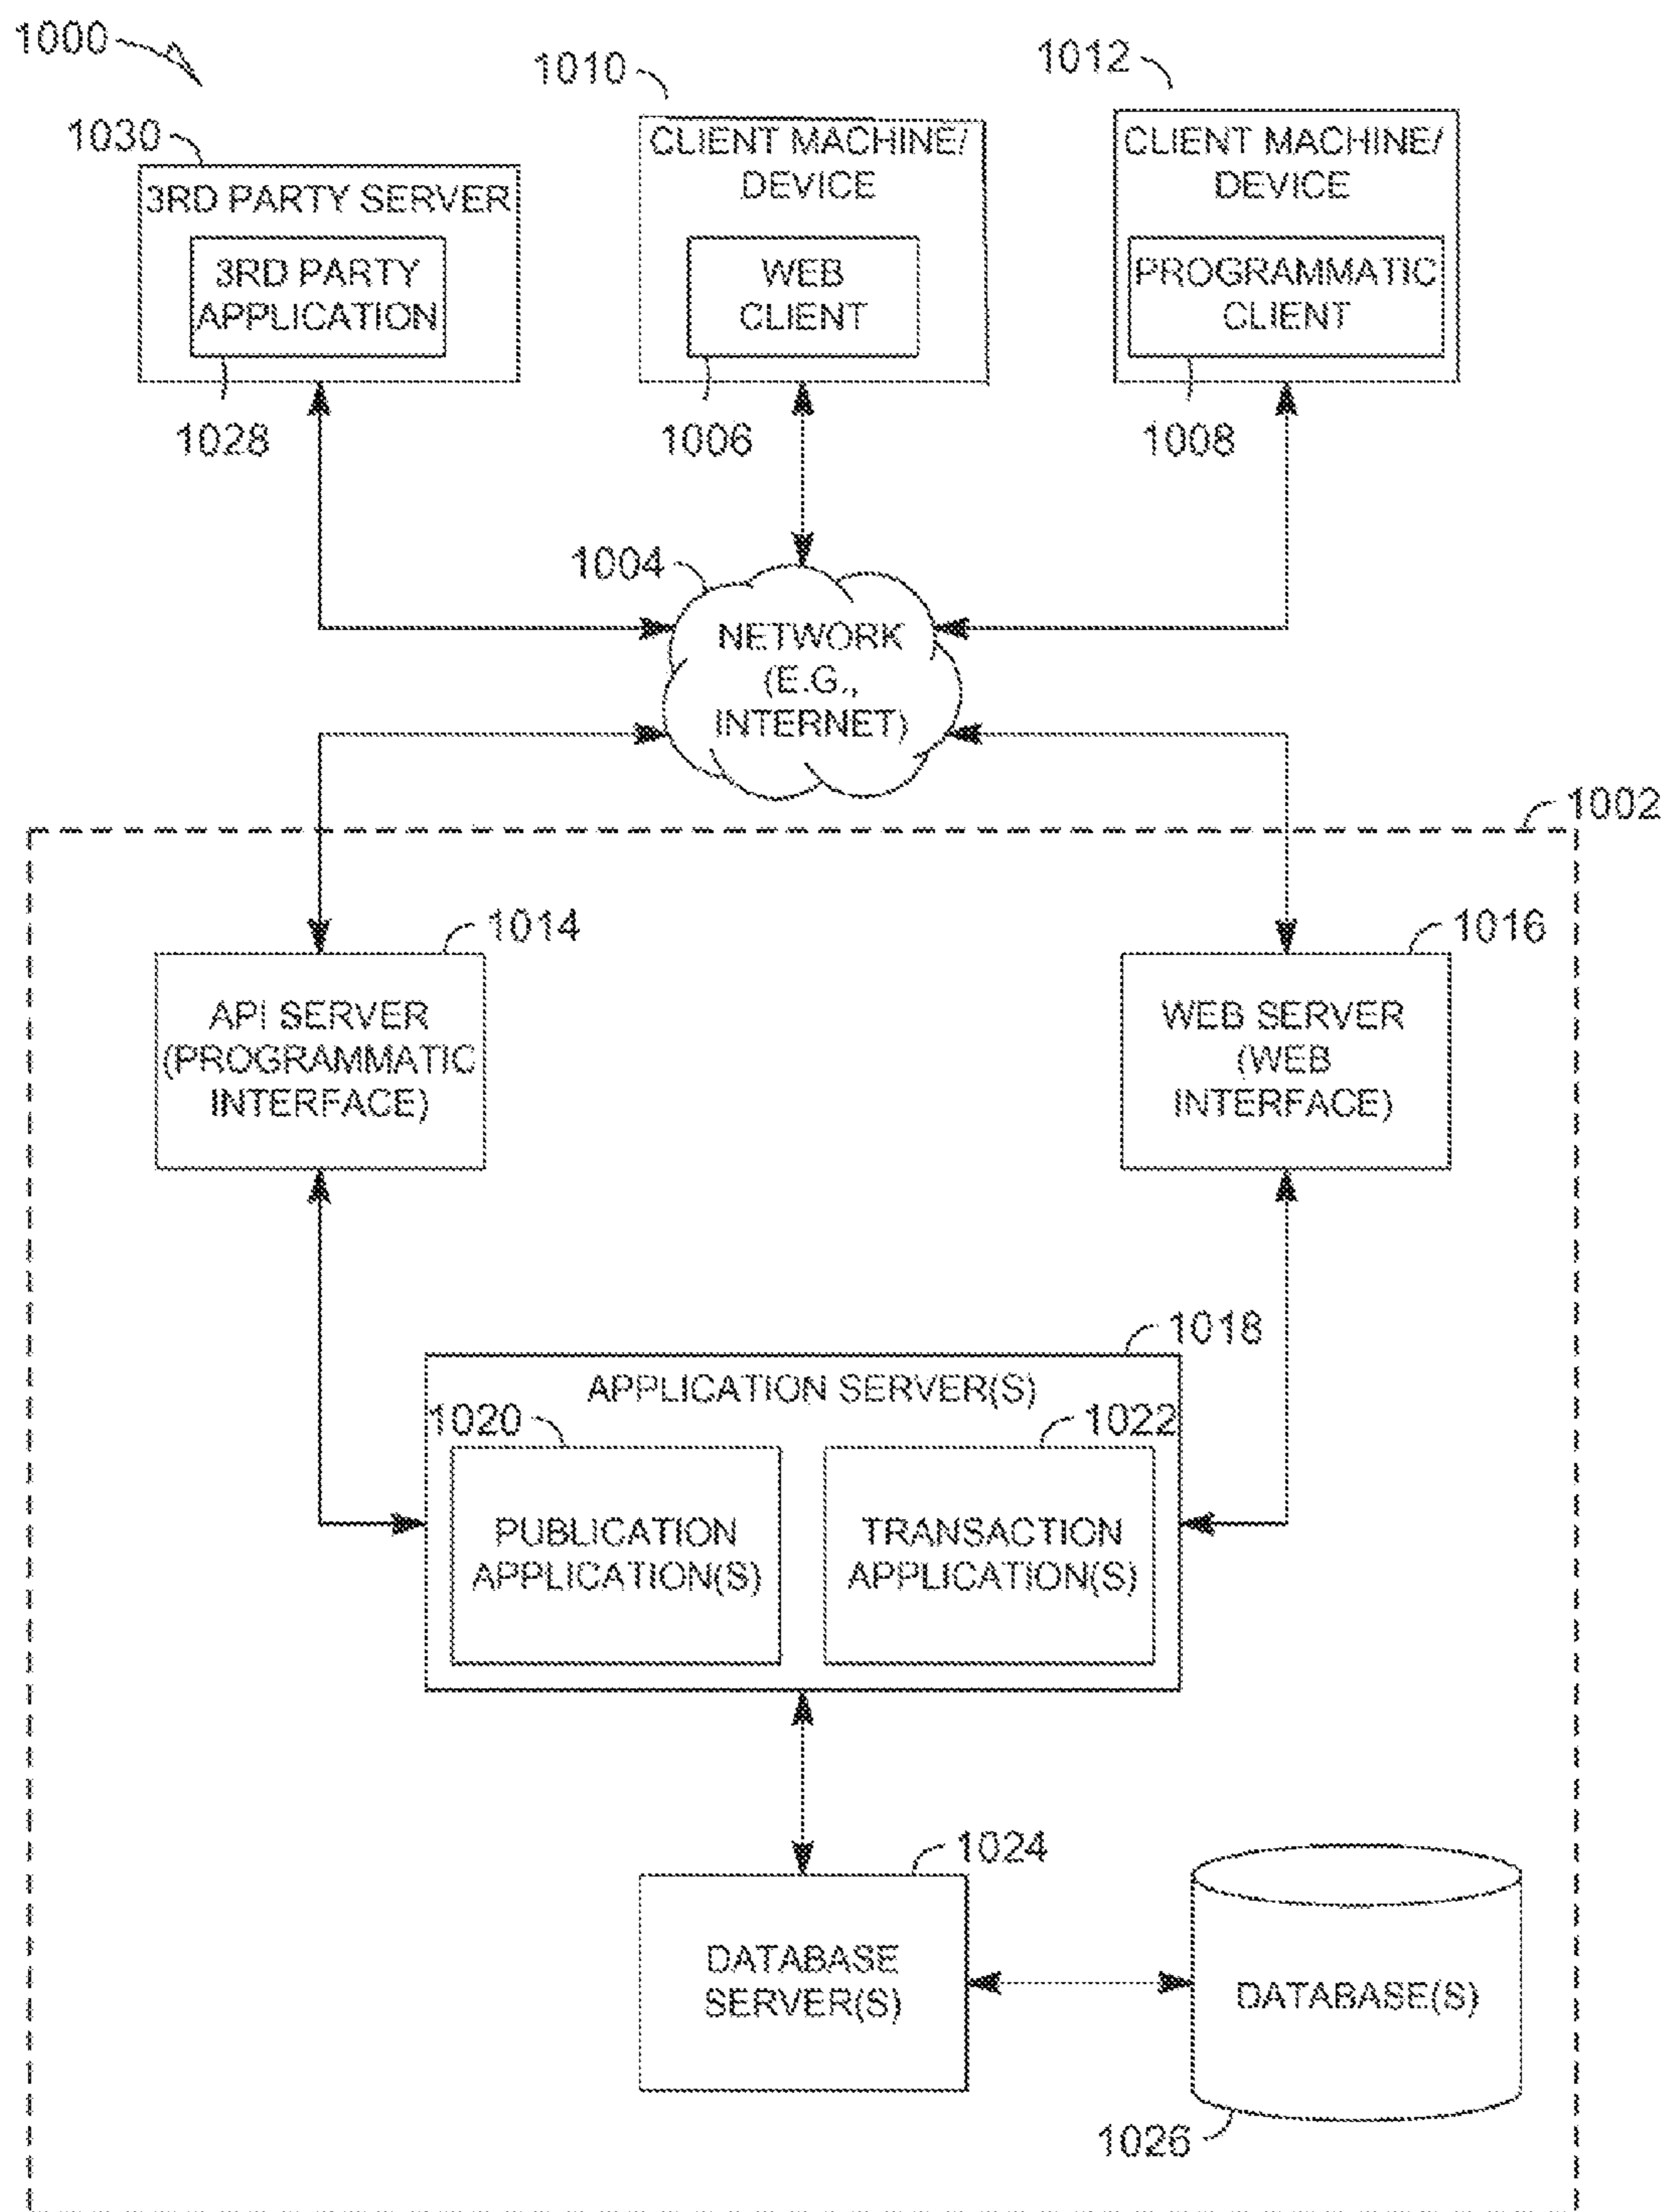 1000
1010
1012
1030
3RD PARTY SERVER
3RD PARTY
APPLICATION
1028
CLIENT MACHINE/
DEVICE
WEB
CLIENT
1006
CLIENT MACHINE/
DEVICE
PROGRAMMATIC
CLIENT
1008
1004
NETWORK
(E.G.,
INTERNET)
1002
1014
API SERVER
(PROGRAMMATIC
INTERFACE)
1016
WEB SERVER
(WEB
INTERFACE)
1018
APPLICATION SERVER(S)
1020
PUBLICATION
APPLICATION(S)
1022
TRANSACTION
APPLICATION(S)
1024
DATABASE
SERVER(S)
DATABASE(S)
1026